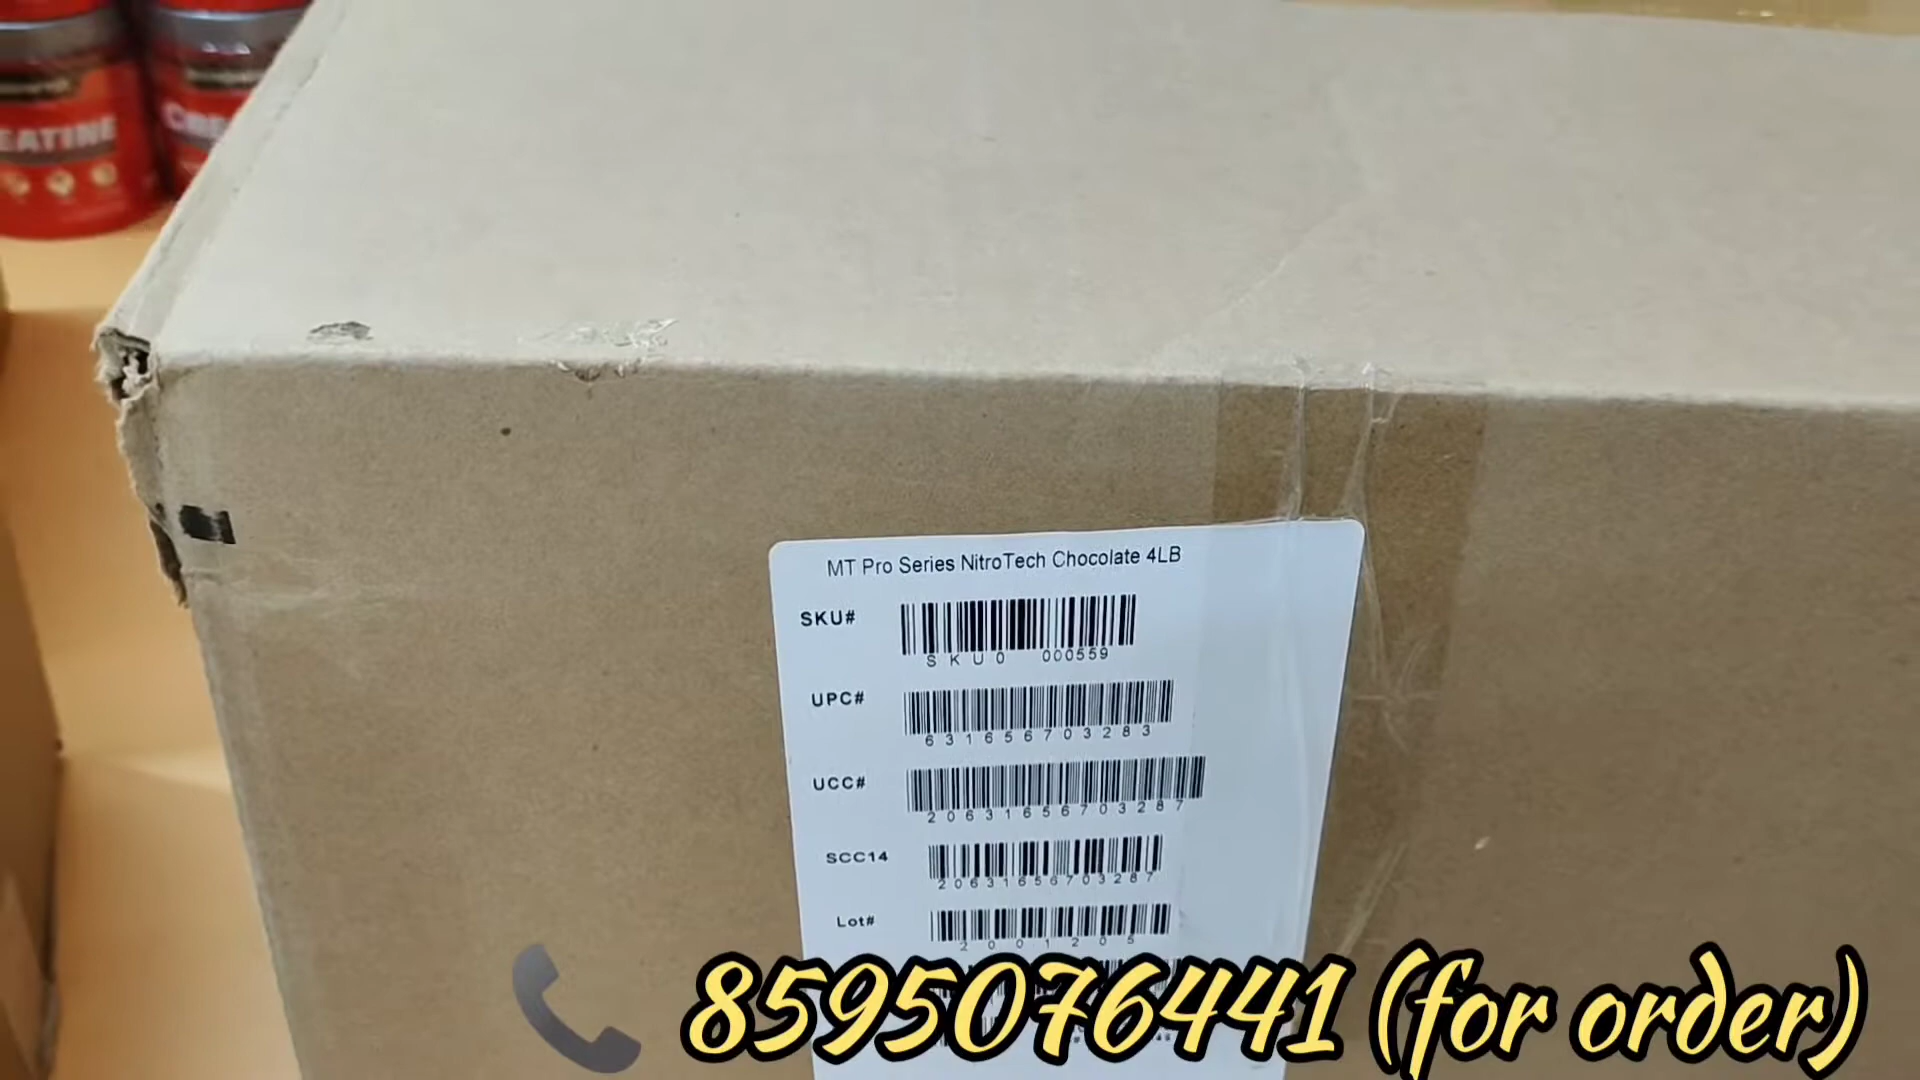 EATINE
MT Pro Series NitroTech Chocolate 4LB
SKU#
SKU0 000559
UPC#
631656703283
UCC#
20631656703287
SCC14
20631656703287
Lot#
2001205
8595076441 (for order)